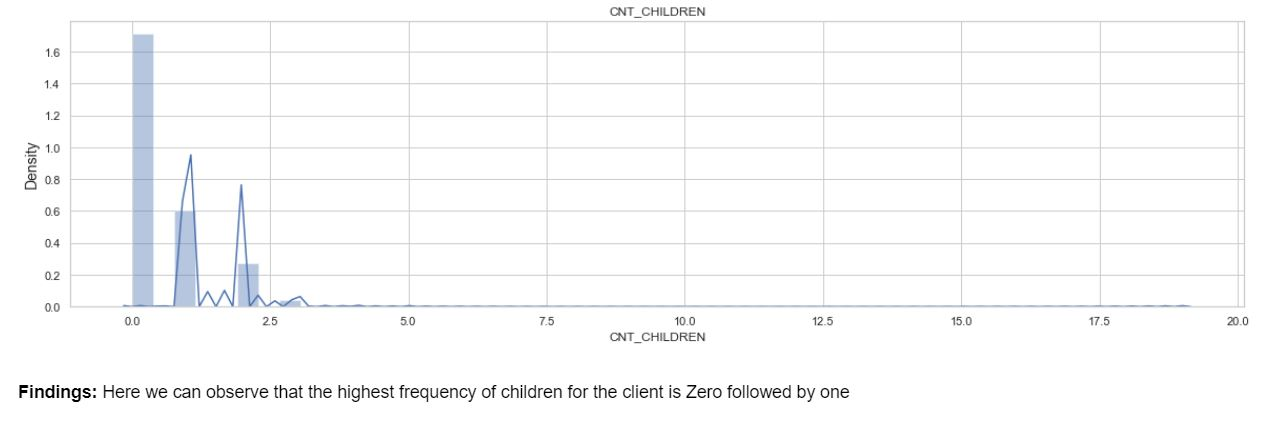 CNT_CHILDREN
Density
1.6
1.4
1.2
1.0
0.8
0.6
0.4
0.2
0.0
0.0 2.5 5.0 7.5 10.0 12.5 15.0 17.5 20.0
CNT_CHILDREN
Findings: Here we can observe that the highest frequency of children for the client is Zero followed by one